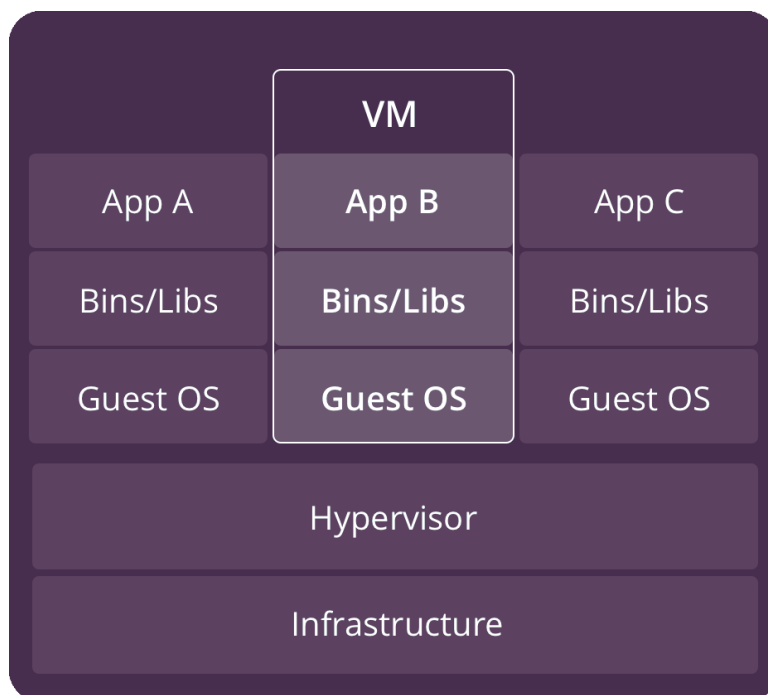 VM
App A App B App C
Bins/Libs Bins/Libs Bins/Libs
Guest OS Guest OS Guest OS
Hypervisor
Infrastructure